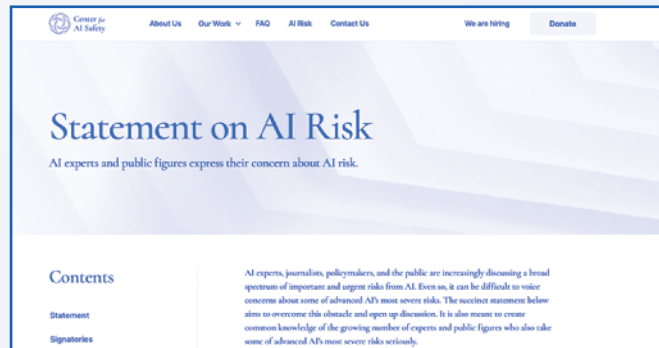 Center for
AI Safety
About Us
Our Work
FAQ
AI Risk
Contact Us
We are hiring
Donate
Statement on AI Risk
AI experts and public figures express their concern about AI risk.
Contents
Statement
Signatories
AI experts, journalists, policymakers, and the public are increasingly discussing a broad
spectrum of important and urgent risks from AI. Even so, it can be difficult to voice
concerns about some of advanced AI's most severe risks. The succinct statement below
aims to overcome this obstacle and open up discussion. It is also meant to create
common knowledge of the growing number of experts and public figures who also take
some of advanced AI's most severe risks seriously.